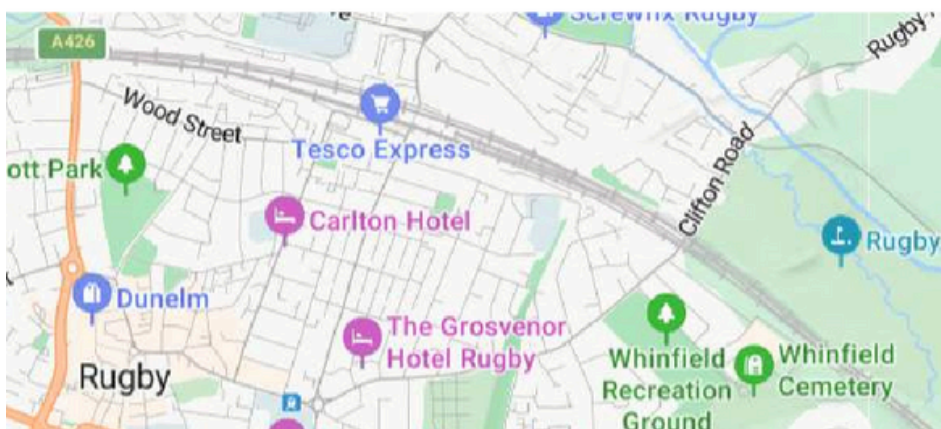 Screwfix Rugby
A426
Wood Street
Tesco Express
ott Park
Clifton Road
Carlton Hotel
Rugby
Dunelm
The Grosvenor
Hotel Rugby
Whinfield
Recreation
Ground
Whinfield
Cemetery
Rugby